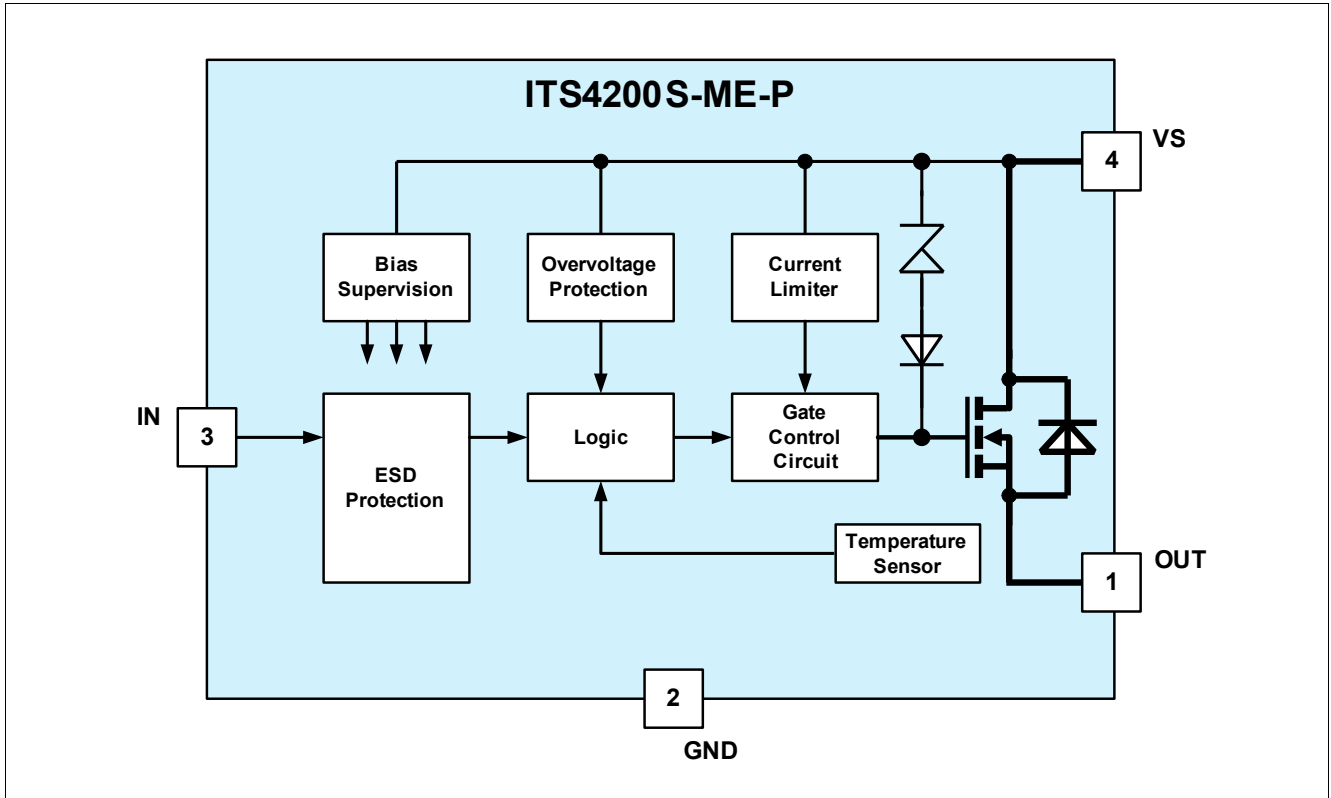 ITS4200S-ME-P
VS
4
Bias
Supervision
Overvoltage
Protection
Current
Limiter
IN
3
ESD
Protection
Logic
Gate
Control
Circuit
Temperature
Sensor
OUT
1
2
GND